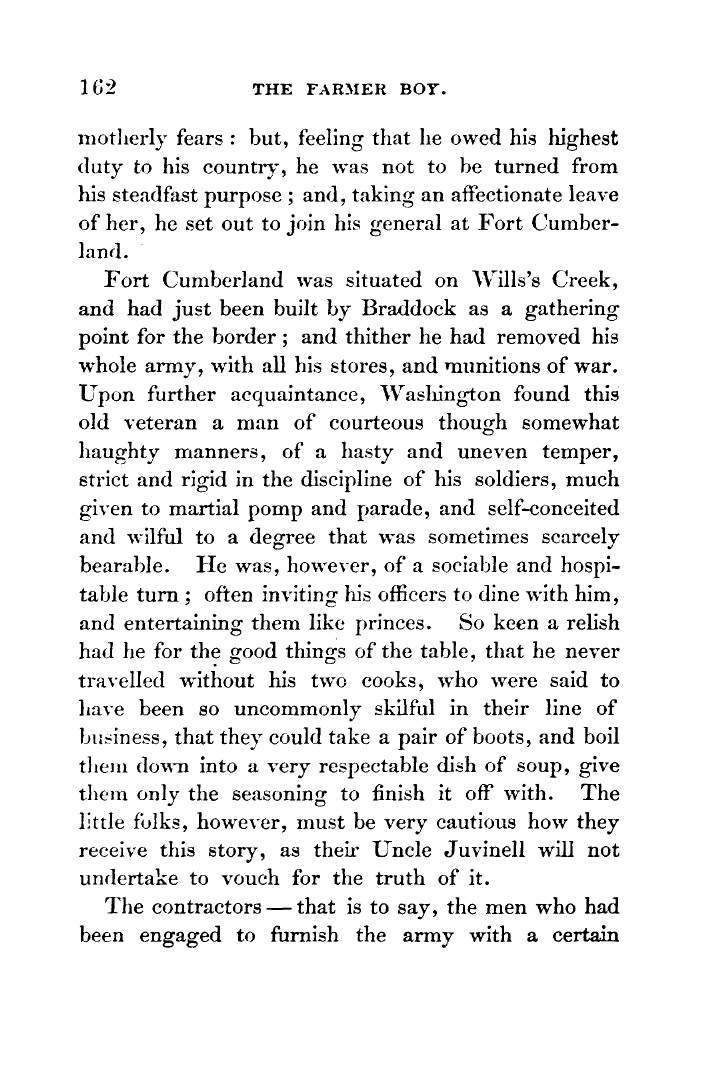 162 THE FARMER BOY.
motherly fears : but, feeling that he owed his highest
duty to his country, he was not to be turned from
his steadfast purpose ; and, taking an affectionate leave
of her, he set out to join his general at Fort Cumber-
land.
Fort Cumberland was situated on Wills's Creek,
and had just been built by Braddock as a gathering
point for the border ; and thither he had removed his
whole army, with all his stores, and munitions of war.
Upon further acquaintance, Washington found this
old veteran a man of courteous though somewhat
haughty manners, of a hasty and uneven temper,
strict and rigid in the discipline of his soldiers, much
given to martial pomp and parade, and self-conceited
and wilful to a degree that was sometimes scarcely
bearable. He was, however, of a sociable and hospi-
table turn ; often inviting his officers to dine with him,
and entertaining them like princes. So keen a relish
had he for the good things of the table, that he never
travelled without his two cooks, who were said to
have been so uncommonly skilful in their line of
business, that they could take a pair of boots, and boil
them down into a very respectable dish of soup, give
them only the seasoning to finish it off with. The
little folks, however, must be very cautious how they
receive this story, as their Uncle Juvinell will not
undertake to vouch for the truth of it.
The contractors — that is to say, the men who had
been engaged to furnish the army with a certain